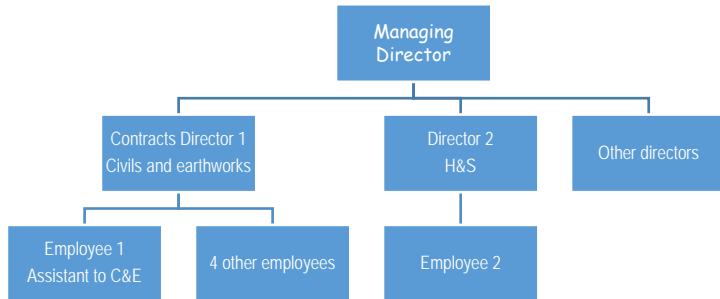 Managing
Director
Contracts Director 1
Civils and earthworks
Director 2
H&S
Other directors
Employee 1
Assistant to C&E
4 other employees
Employee 2